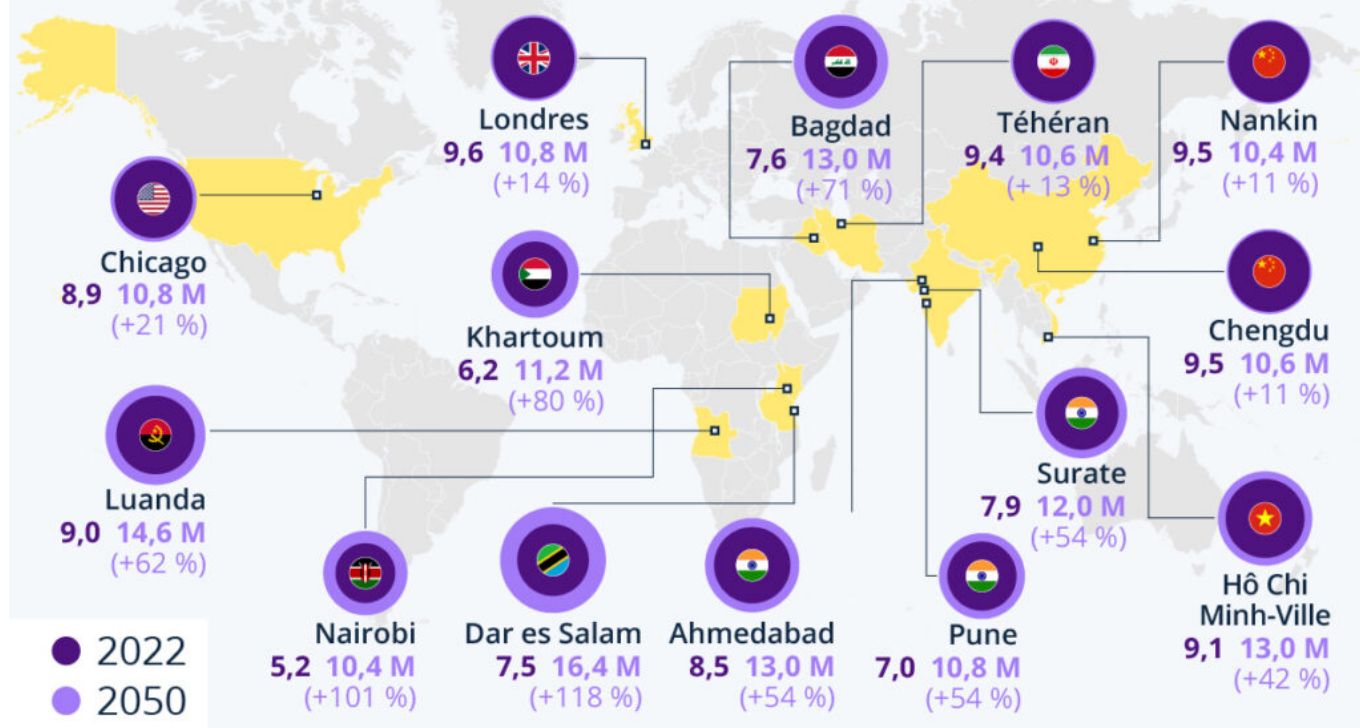 Londres
9,6 10,8 M
(+14 %)
Bagdad
7,6 13,0 M
(+71 %)
Téhéran
9,4 10,6 M
(+ 13 %)
Nankin
9,5 10,4 M
(+11 %)
Chicago
8,9 10,8 M
(+21 %)
Khartoum
6,2 11,2 M
(+80 %)
Chengdu
9,5 10,6 M
(+11 %)
Luanda
9,0 14,6 M
(+62 %)
Surate
7,9 12,0 M
(+54 %)
Hô Chi
Minh-Ville
9,1 13,0 M
(+42 %)
Nairobi
5,2 10,4 M
(+101 %)
Dar es Salam
7,5 16,4 M
(+118 %)
Ahmedabad
8,5 13,0 M
(+54 %)
Pune
7,0 10,8 M
(+54 %)
2022
2050